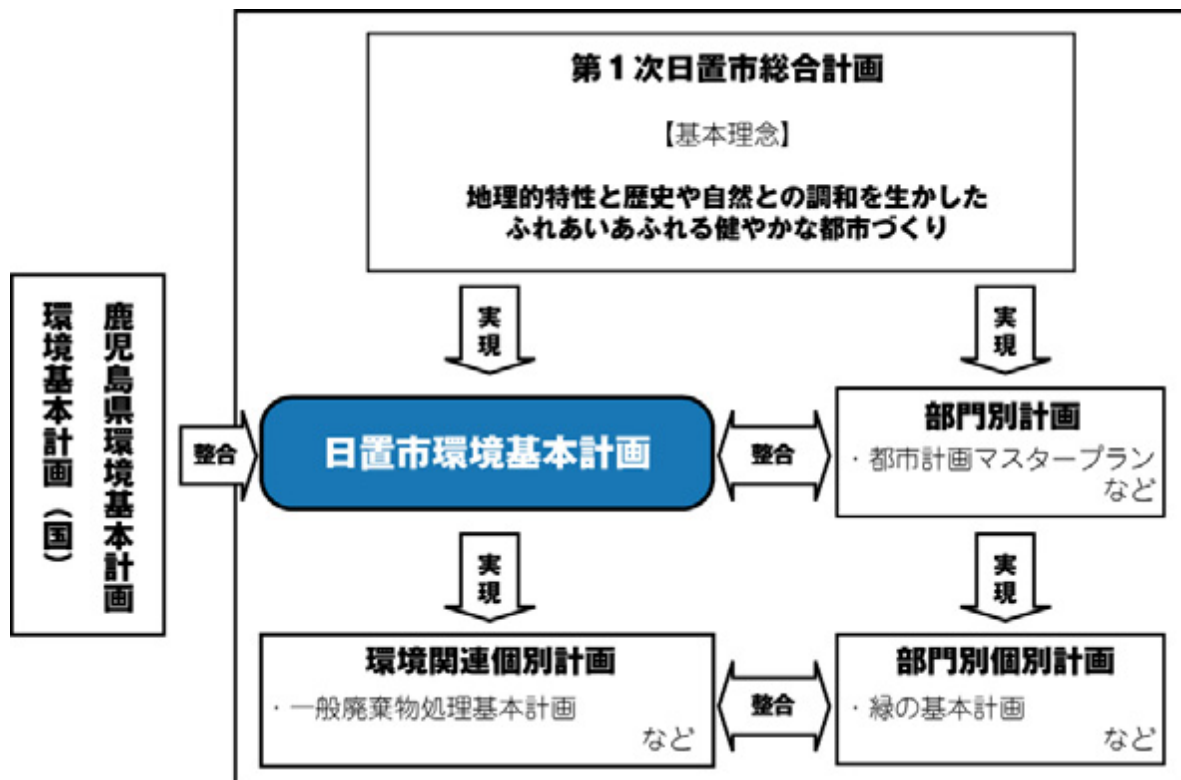 第１次日置市総合計画
【基本理念】
地理的特性と歴史や自然との調和を生かした
ふれあいあふれる健やかな都市づくり
実現
実現
鹿児島県環境基本計画
環境基本計画（国）
整合
日置市環境基本計画
整合
部門別計画
・都市計画マスタープラン
など
実現
実現
環境関連個別計画
・一般廃棄物処理基本計画
など
整合
部門別個別計画
・緑の基本計画
など